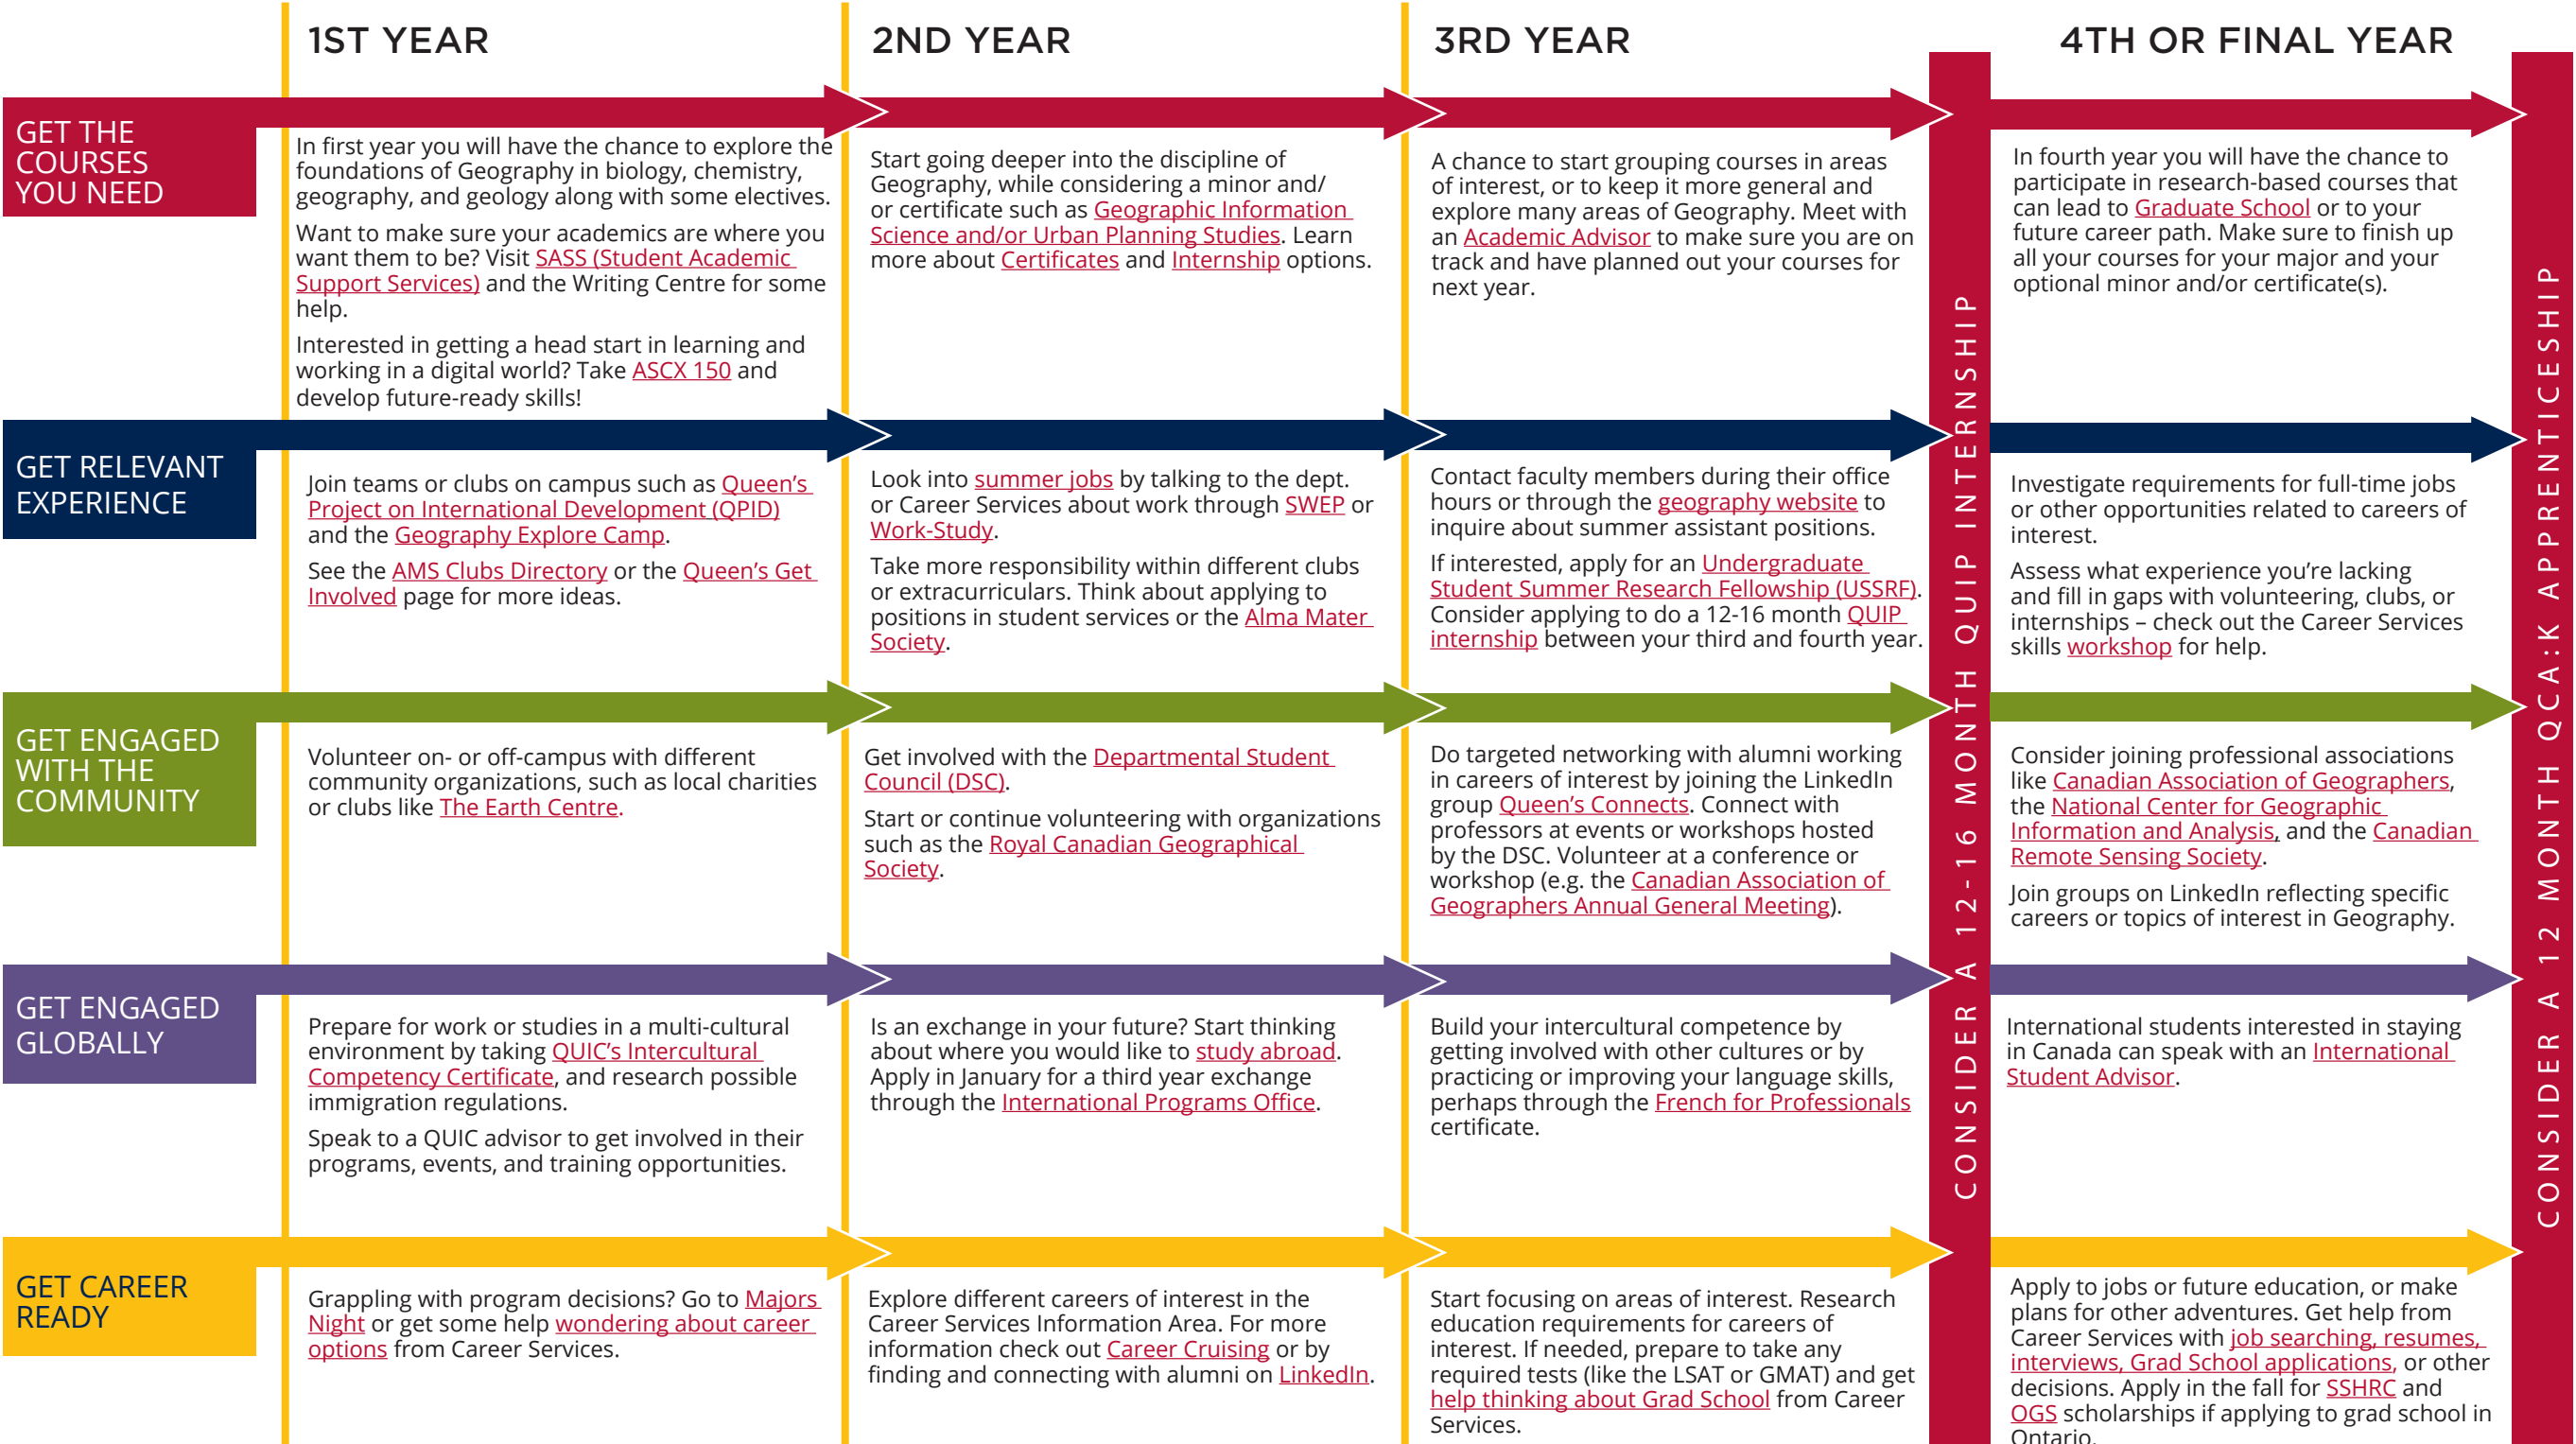 1ST YEAR
2ND YEAR
3RD YEAR
4TH OR FINAL YEAR
GET THE
COURSES
YOU NEED
In first year you will have the chance to explore the
foundations of Geography in biology, chemistry,
geography, and geology along with some electives.
Want to make sure your academics are where you
want them to be? Visit SASS (Student Academic
Support Services) and the Writing Centre for some
help.
Interested in getting a head start in learning and
working in a digital world? Take ASCX 150 and
develop future-ready skills!
Start going deeper into the discipline of
Geography, while considering a minor and/
or certificate such as Geographic Information
Science and/or Urban Planning Studies. Learn
more about Certificates and Internship options.
A chance to start grouping courses in areas
of interest, or to keep it more general and
explore many areas of Geography. Meet with
an Academic Advisor to make sure you are on
track and have planned out your courses for
next year.
In fourth year you will have the chance to
participate in research-based courses that
can lead to Graduate School or to your
future career path. Make sure to finish up
all your courses for your major and your
optional minor and/or certificate(s).
GET RELEVANT
EXPERIENCE
Join teams or clubs on campus such as Queen's
Project on International Development (QPID)
and the Geography Explore Camp.
See the AMS Clubs Directory or the Queen's Get
Involved page for more ideas.
Look into summer jobs by talking to the dept.
or Career Services about work through SWEP or
Work-Study.
Take more responsibility within different clubs
or extracurriculars. Think about applying to
positions in student services or the Alma Mater
Society.
Contact faculty members during their office
hours or through the geography website to
inquire about summer assistant positions.
If interested, apply for an Undergraduate
Student Summer Research Fellowship (USSRF).
Consider applying to do a 12-16 month QUIP
internship between your third and fourth year.
Investigate requirements for full-time jobs
or other opportunities related to careers of
interest.
Assess what experience you're lacking
and fill in gaps with volunteering, clubs, or
internships – check out the Career Services
skills workshop for help.
GET ENGAGED
WITH THE
COMMUNITY
Volunteer on- or off-campus with different
community organizations, such as local charities
or clubs like The Earth Centre.
Get involved with the Departmental Student
Council (DSC).
Start or continue volunteering with organizations
such as the Royal Canadian Geographical
Society.
Do targeted networking with alumni working
in careers of interest by joining the LinkedIn
group Queen's Connects. Connect with
professors at events or workshops hosted
by the DSC. Volunteer at a conference or
workshop (e.g. the Canadian Association of
Geographers Annual General Meeting).
Consider joining professional associations
like Canadian Association of Geographers,
the National Center for Geographic
Information and Analysis, and the Canadian
Remote Sensing Society.
Join groups on LinkedIn reflecting specific
careers or topics of interest in Geography.
GET ENGAGED
GLOBALLY
Prepare for work or studies in a multi-cultural
environment by taking QUIC's Intercultural
Competency Certificate, and research possible
immigration regulations.
Speak to a QUIC advisor to get involved in their
programs, events, and training opportunities.
Is an exchange in your future? Start thinking
about where you would like to study abroad.
Apply in January for a third year exchange
through the International Programs Office.
Build your intercultural competence by
getting involved with other cultures or by
practicing or improving your language skills,
perhaps through the French for Professionals
certificate.
International students interested in staying
in Canada can speak with an International
Student Advisor.
GET CAREER
READY
Grappling with program decisions? Go to Majors
Night or get some help wondering about career
options from Career Services.
Explore different careers of interest in the
Career Services Information Area. For more
information check out Career Cruising or by
finding and connecting with alumni on LinkedIn.
Start focusing on areas of interest. Research
education requirements for careers of
interest. If needed, prepare to take any
required tests (like the LSAT or GMAT) and get
help thinking about Grad School from Career
Services.
Apply to jobs or future education, or make
plans for other adventures. Get help from
Career Services with job searching, resumes,
interviews, Grad School applications, or other
decisions. Apply in the fall for SSHRC and
OGS scholarships if applying to grad school in
Ontario.
CONSIDER A 12-16 MONTH QUIP INTERNSHIP
CONSIDER A 12 MONTH QCA:K APPRENTICESHIP